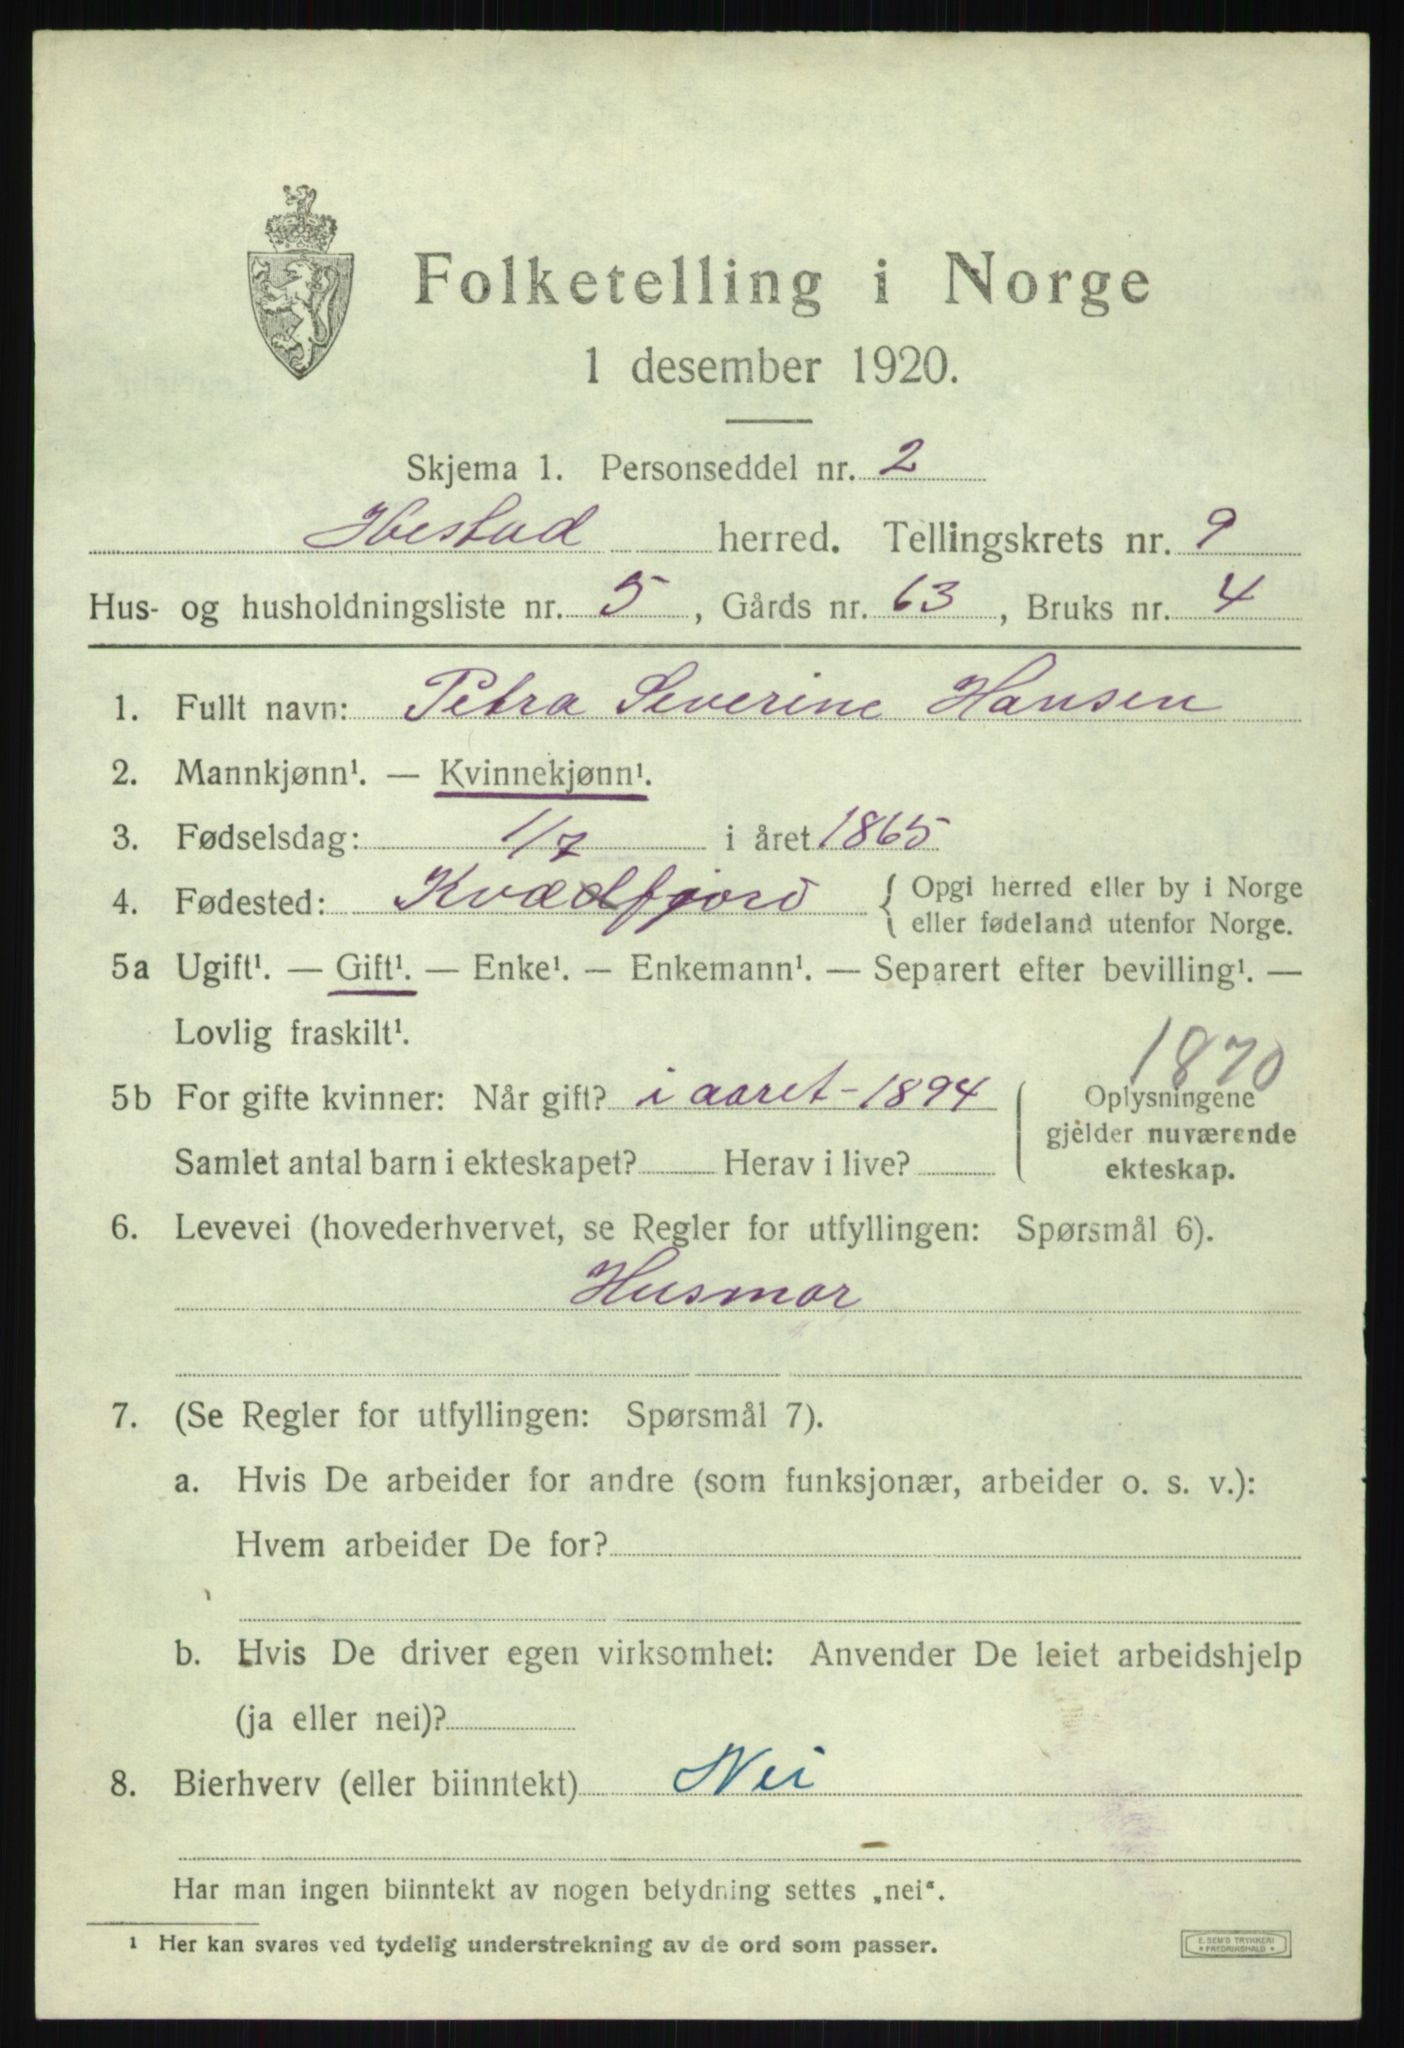 Folketelling i Norge
1 desember 1920.
Skjema 1. Personseddel nr. 2
Ibestad herred. Tellingskrets nr. 9
Hus- og husholdningsliste nr. 5, Gårds nr. 63, Bruks nr. 4
1. Fullt navn: Petra Severine Hansen
2. Mannkjønn¹. — Kvinnekjønn¹.
3. Fødselsdag: 1/7 i året 1865
4. Fødested: Kvædfjord { Opgi herred eller by i Norge
eller fødeland utenfor Norge.
5a Ugift¹. — Gift¹. — Enke¹. — Enkemann¹. — Separert efter bevilling¹. —
Lovlig fraskilt¹.
1870
5b For gifte kvinner: Når gift? i aaret - 1894 Oplysningene
gjelder nuværende
Samlet antal barn i ekteskapet? Herav i live? ekteskap.
6. Levevei (hovederhvervet, se Regler for utfyllingen: Spørsmål 6).
Husmor
7. (Se Regler for utfyllingen: Spørsmål 7).
a. Hvis De arbeider for andre (som funksjonær, arbeider o. s. v.):
Hvem arbeider De for?
b. Hvis De driver egen virksomhet: Anvender De leiet arbeidshjelp
(ja eller nei)?
8. Bierhverv (eller biinntekt) Nei
Har man ingen biinntekt av nogen betydning settes „nei“.
¹ Her kan svares ved tydelig understrekning av de ord som passer.
E. SEM'S TRYKKERI
FREDRIKSHALD